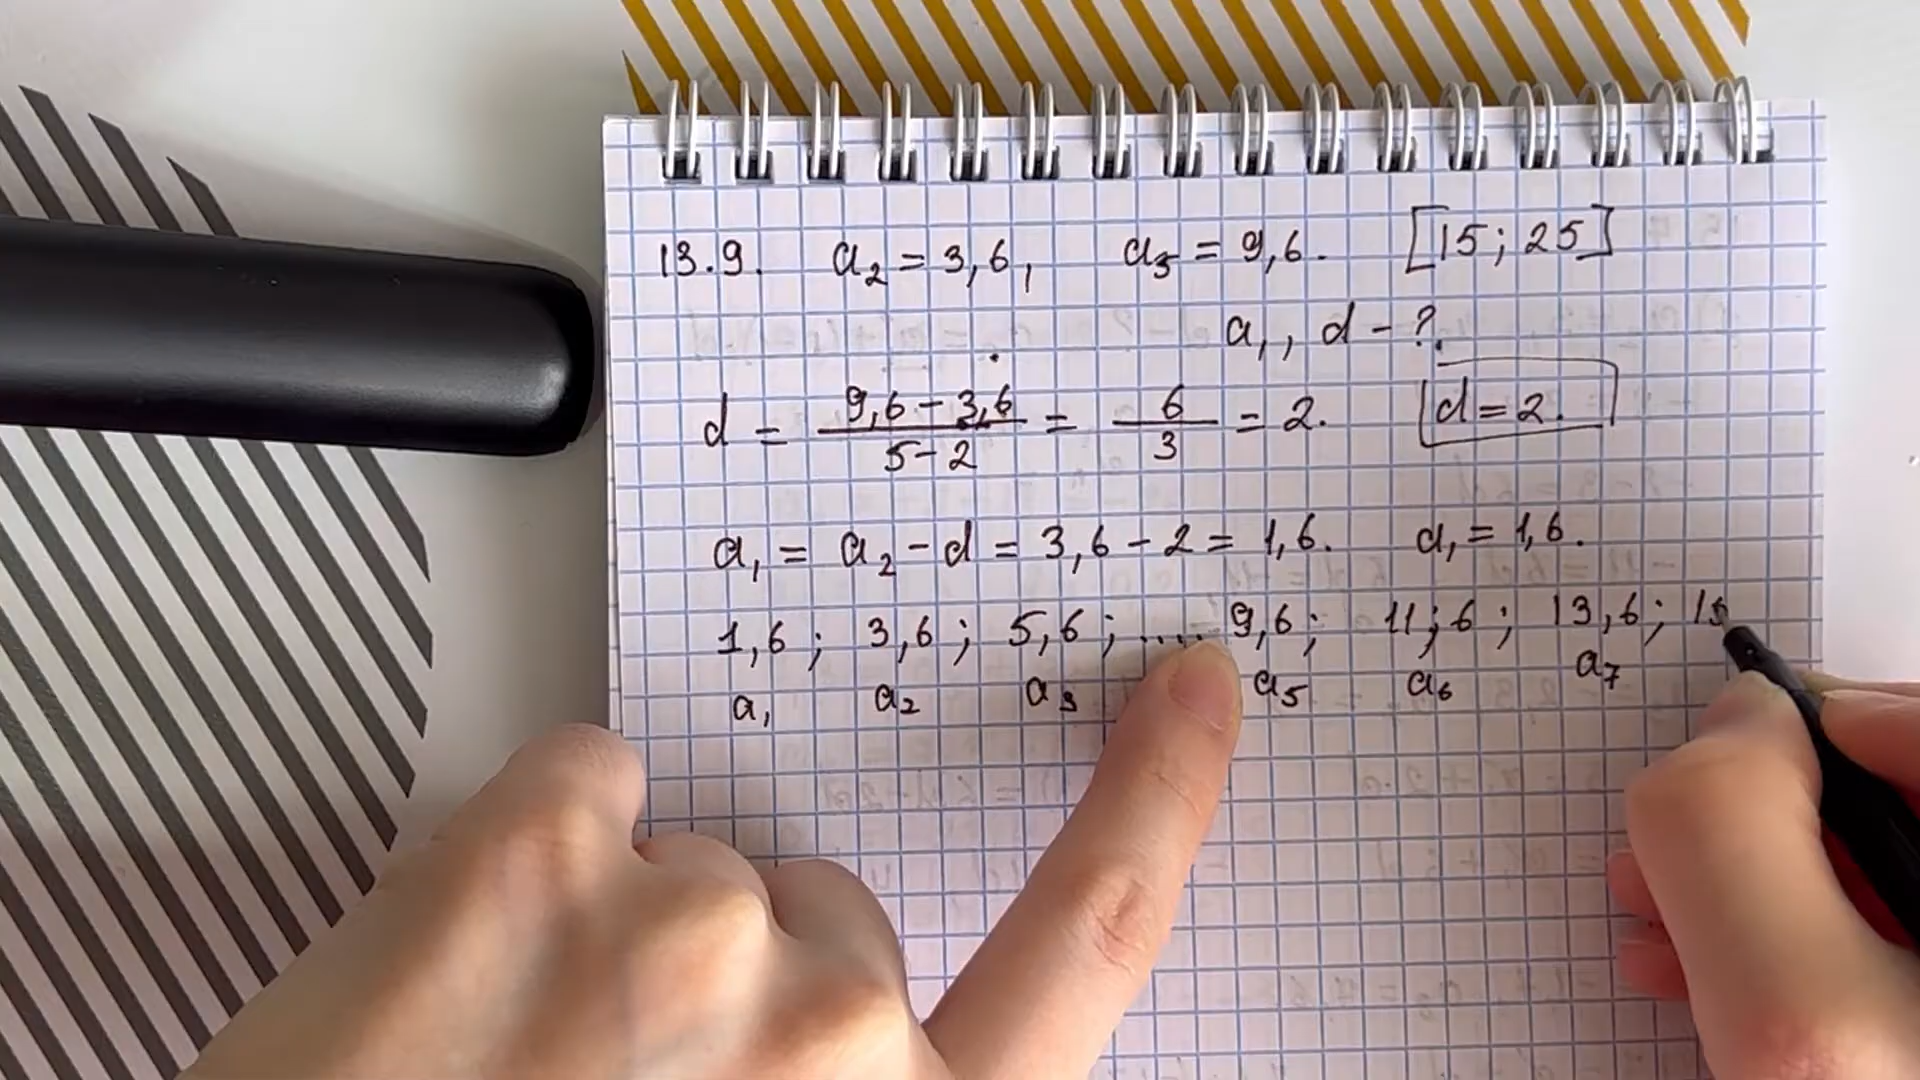 13.9. a₂ = 3,6, a₅ = 9,6. [15; 25]
a₁, d - ?
d = (9,6 - 3,6)/(5 - 2) = 6/3 = 2. d = 2.
a₁ = a₂ - d = 3,6 - 2 = 1,6. a₁ = 1,6.
1,6; 3,6; 5,6; .... 9,6; 11;6; 13,6; 15
a₁ a₂ a₃ a₅ a₆ a₇